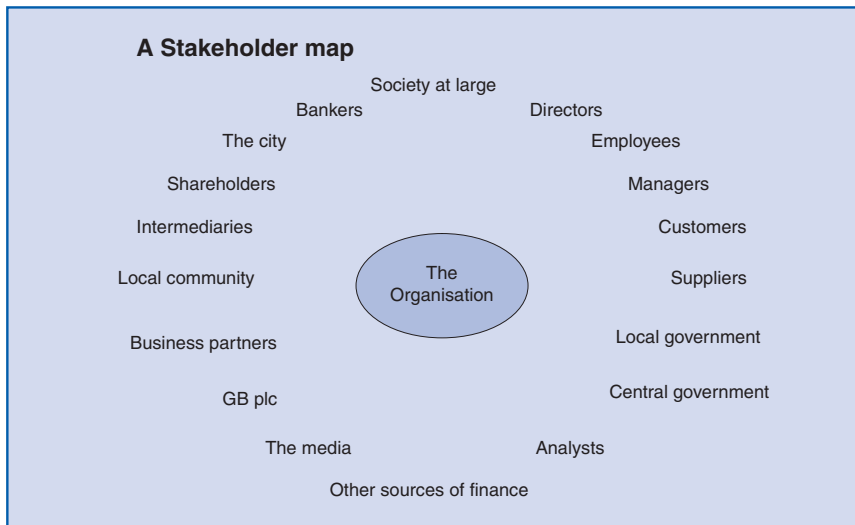 A Stakeholder map
Society at large
Bankers
Directors
The city
Employees
Shareholders
Managers
Intermediaries
Customers
Local community
The
Organisation
Suppliers
Business partners
Local government
GB plc
Central government
The media
Analysts
Other sources of finance